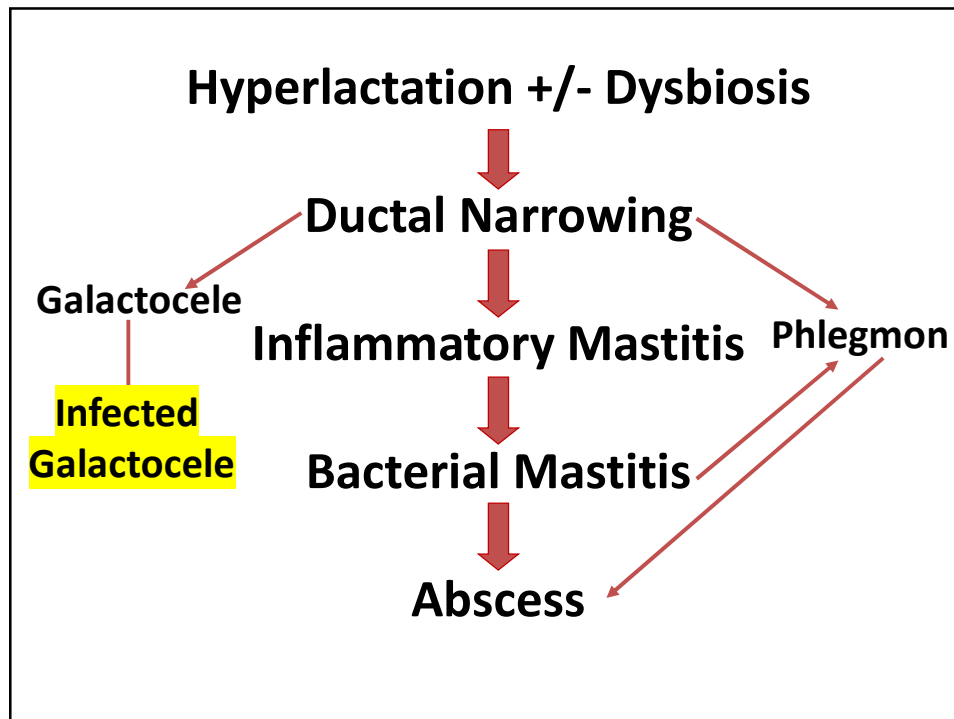 Hyperlactation +/- Dysbiosis
Ductal Narrowing
Galactocele
Inflammatory Mastitis
Phlegmon
Infected
Galactocele
Bacterial Mastitis
Abscess